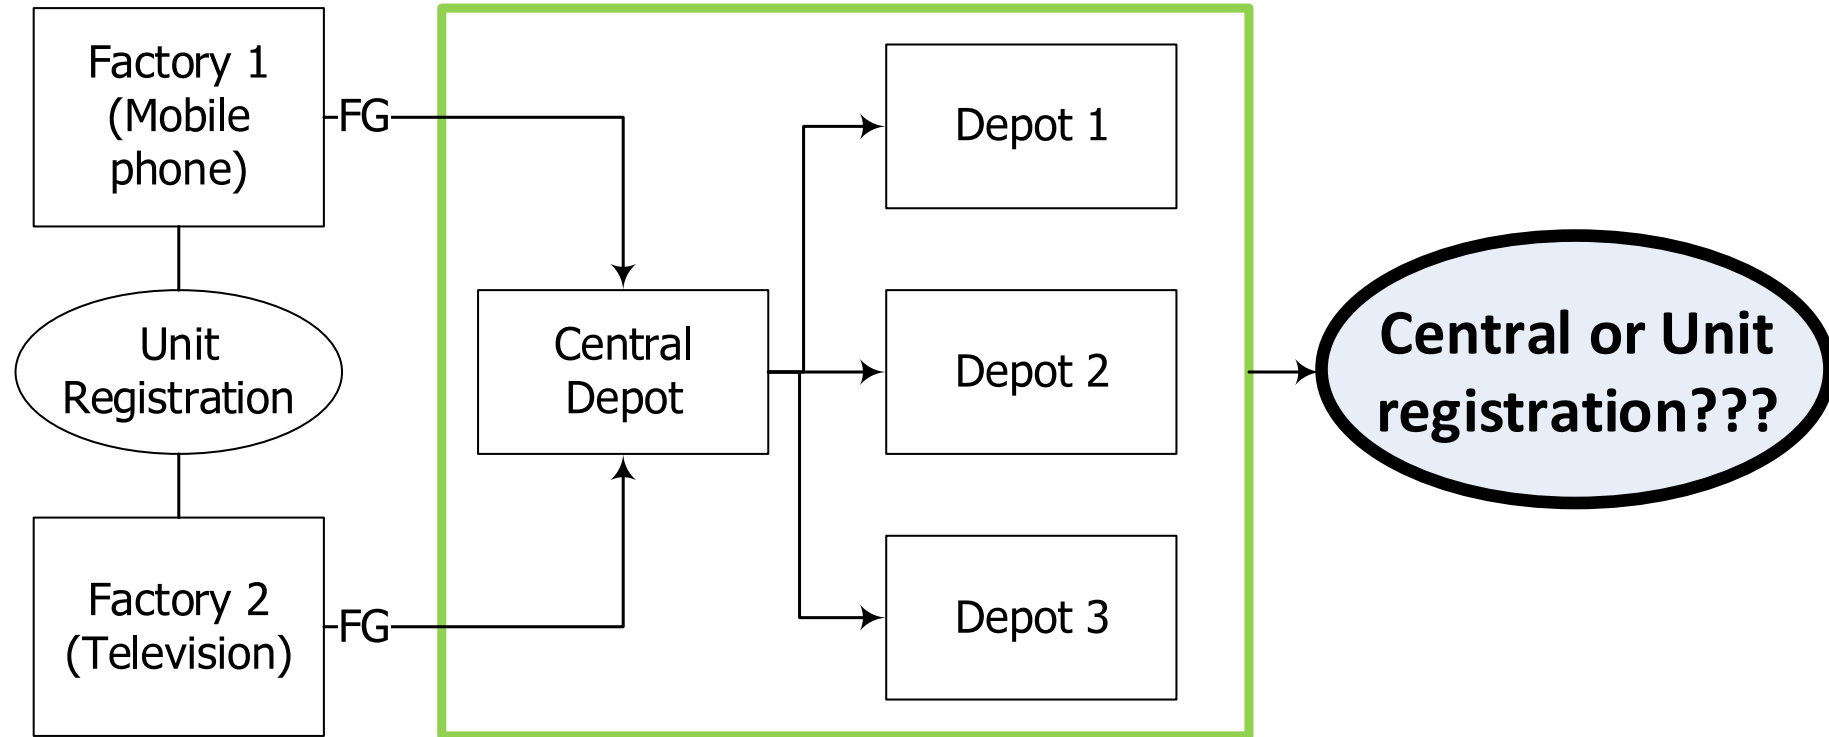 Factory 1
(Mobile
phone)
FG
Depot 1
Unit
Registration
Central
Depot
Depot 2
Central or Unit
registration???
Factory 2
(Television)
FG
Depot 3